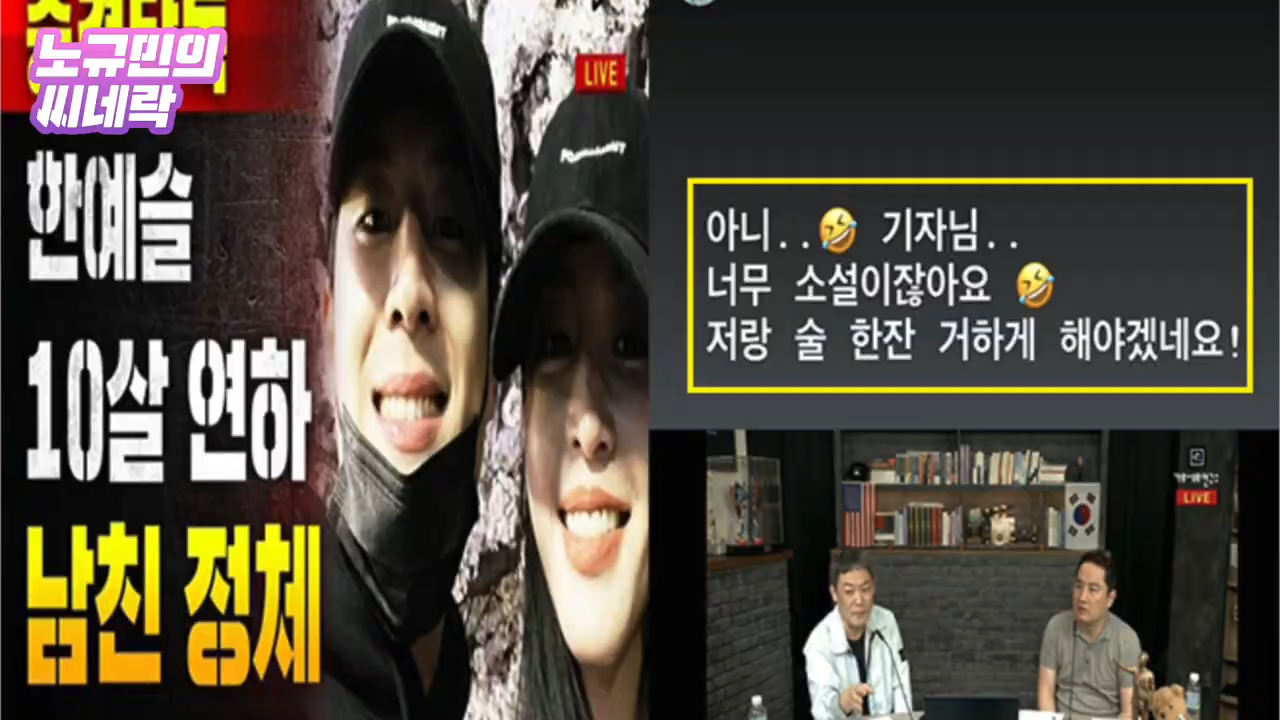 노규민의
씨네락
한예슬
10살 연하
남친 정체
LIVE
아니..🤣 기자님..
너무 소설이잖아요 🤣
저랑 술 한잔 거하게 해야겠네요!
LIVE